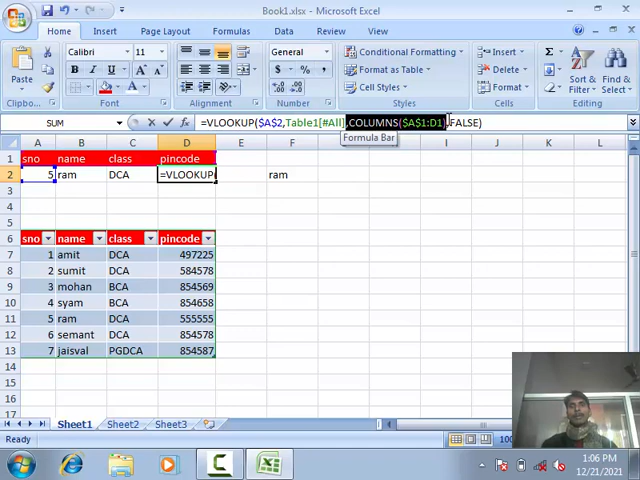 Book1.xlsx - Microsoft Excel
Home Insert Page Layout Formulas Data Review View
Paste
Calibri 11
B I U A A
General
$ % ,
Conditional Formatting
Format as Table
Cell Styles
Insert
Delete
Format
Σ
Sort & Filter
Find & Select
Clipboard Font Alignment Number Styles Cells Editing
SUM =VLOOKUP($A$2,Table1[#All],COLUMNS($A$1:D1),FALSE)
Formula Bar
A B C D E F G H I J K L
1 sno name class pincode
2 5 ram DCA =VLOOKUP( ram
3
4
5
6 sno name class pincode
7 1 amit DCA 497225
8 2 sumit DCA 584578
9 3 mohan BCA 854569
10 4 syam BCA 854658
11 5 ram DCA 555555
12 6 semant DCA 854578
13 7 jaisval PGDCA 854587
14
15
16
17
Sheet1 Sheet2 Sheet3
Ready
1:06 PM
12/21/2021